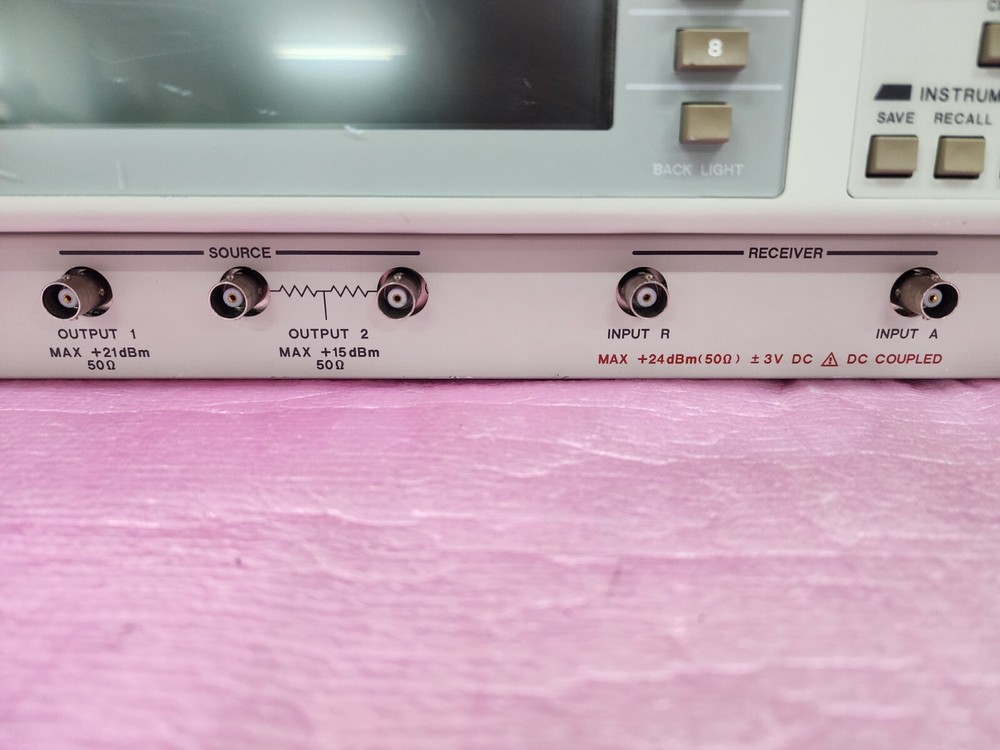 8
BACK LIGHT
INSTRUM
SAVE RECALL
SOURCE
OUTPUT 1
MAX +21dBm
50Ω
OUTPUT 2
MAX +15dBm
50Ω
RECEIVER
INPUT R
INPUT A
MAX +24dBm(50Ω) ±3V DC ⚠ DC COUPLED